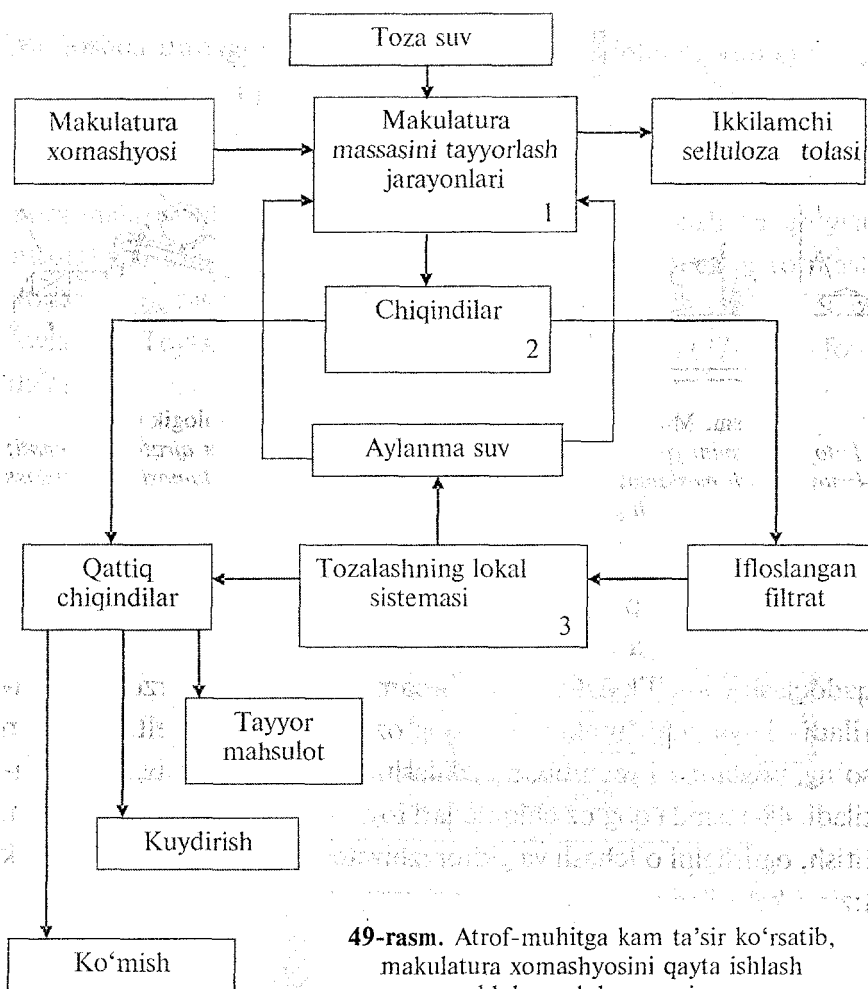 Toza suv
Makulatura
xomashyosi
Makulatura
massasini tayyorlash
jarayonlari
1
Ikkilamchi
selluloza tolasi
Chiqindilar
2
Aylanma suv
Qattiq
chiqindilar
Tozalashning lokal
sistemasi
3
Ifloslangan
filtrat
Tayyor
mahsulot
Kuydirish
Ko‘mish
49-rasm. Atrof-muhitga kam ta’sir ko‘rsatib,
makulatura xomashyosini qayta ishlash